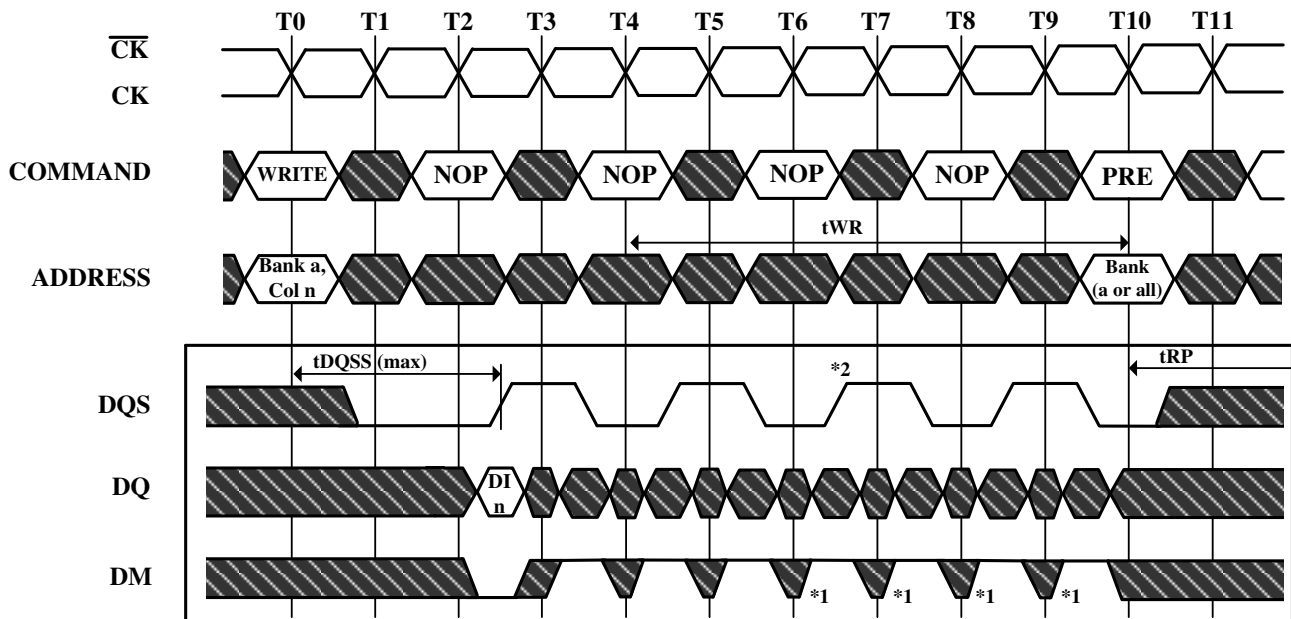 T0 T1 T2 T3 T4 T5 T6 T7 T8 T9 T10 T11
CK
CK
COMMAND WRITE NOP NOP NOP NOP PRE
tWR
ADDRESS Bank a, Col n Bank (a or all)
tDQSS (max) *2 tRP
DQS
DQ DI n
DM *1 *1 *1 *1